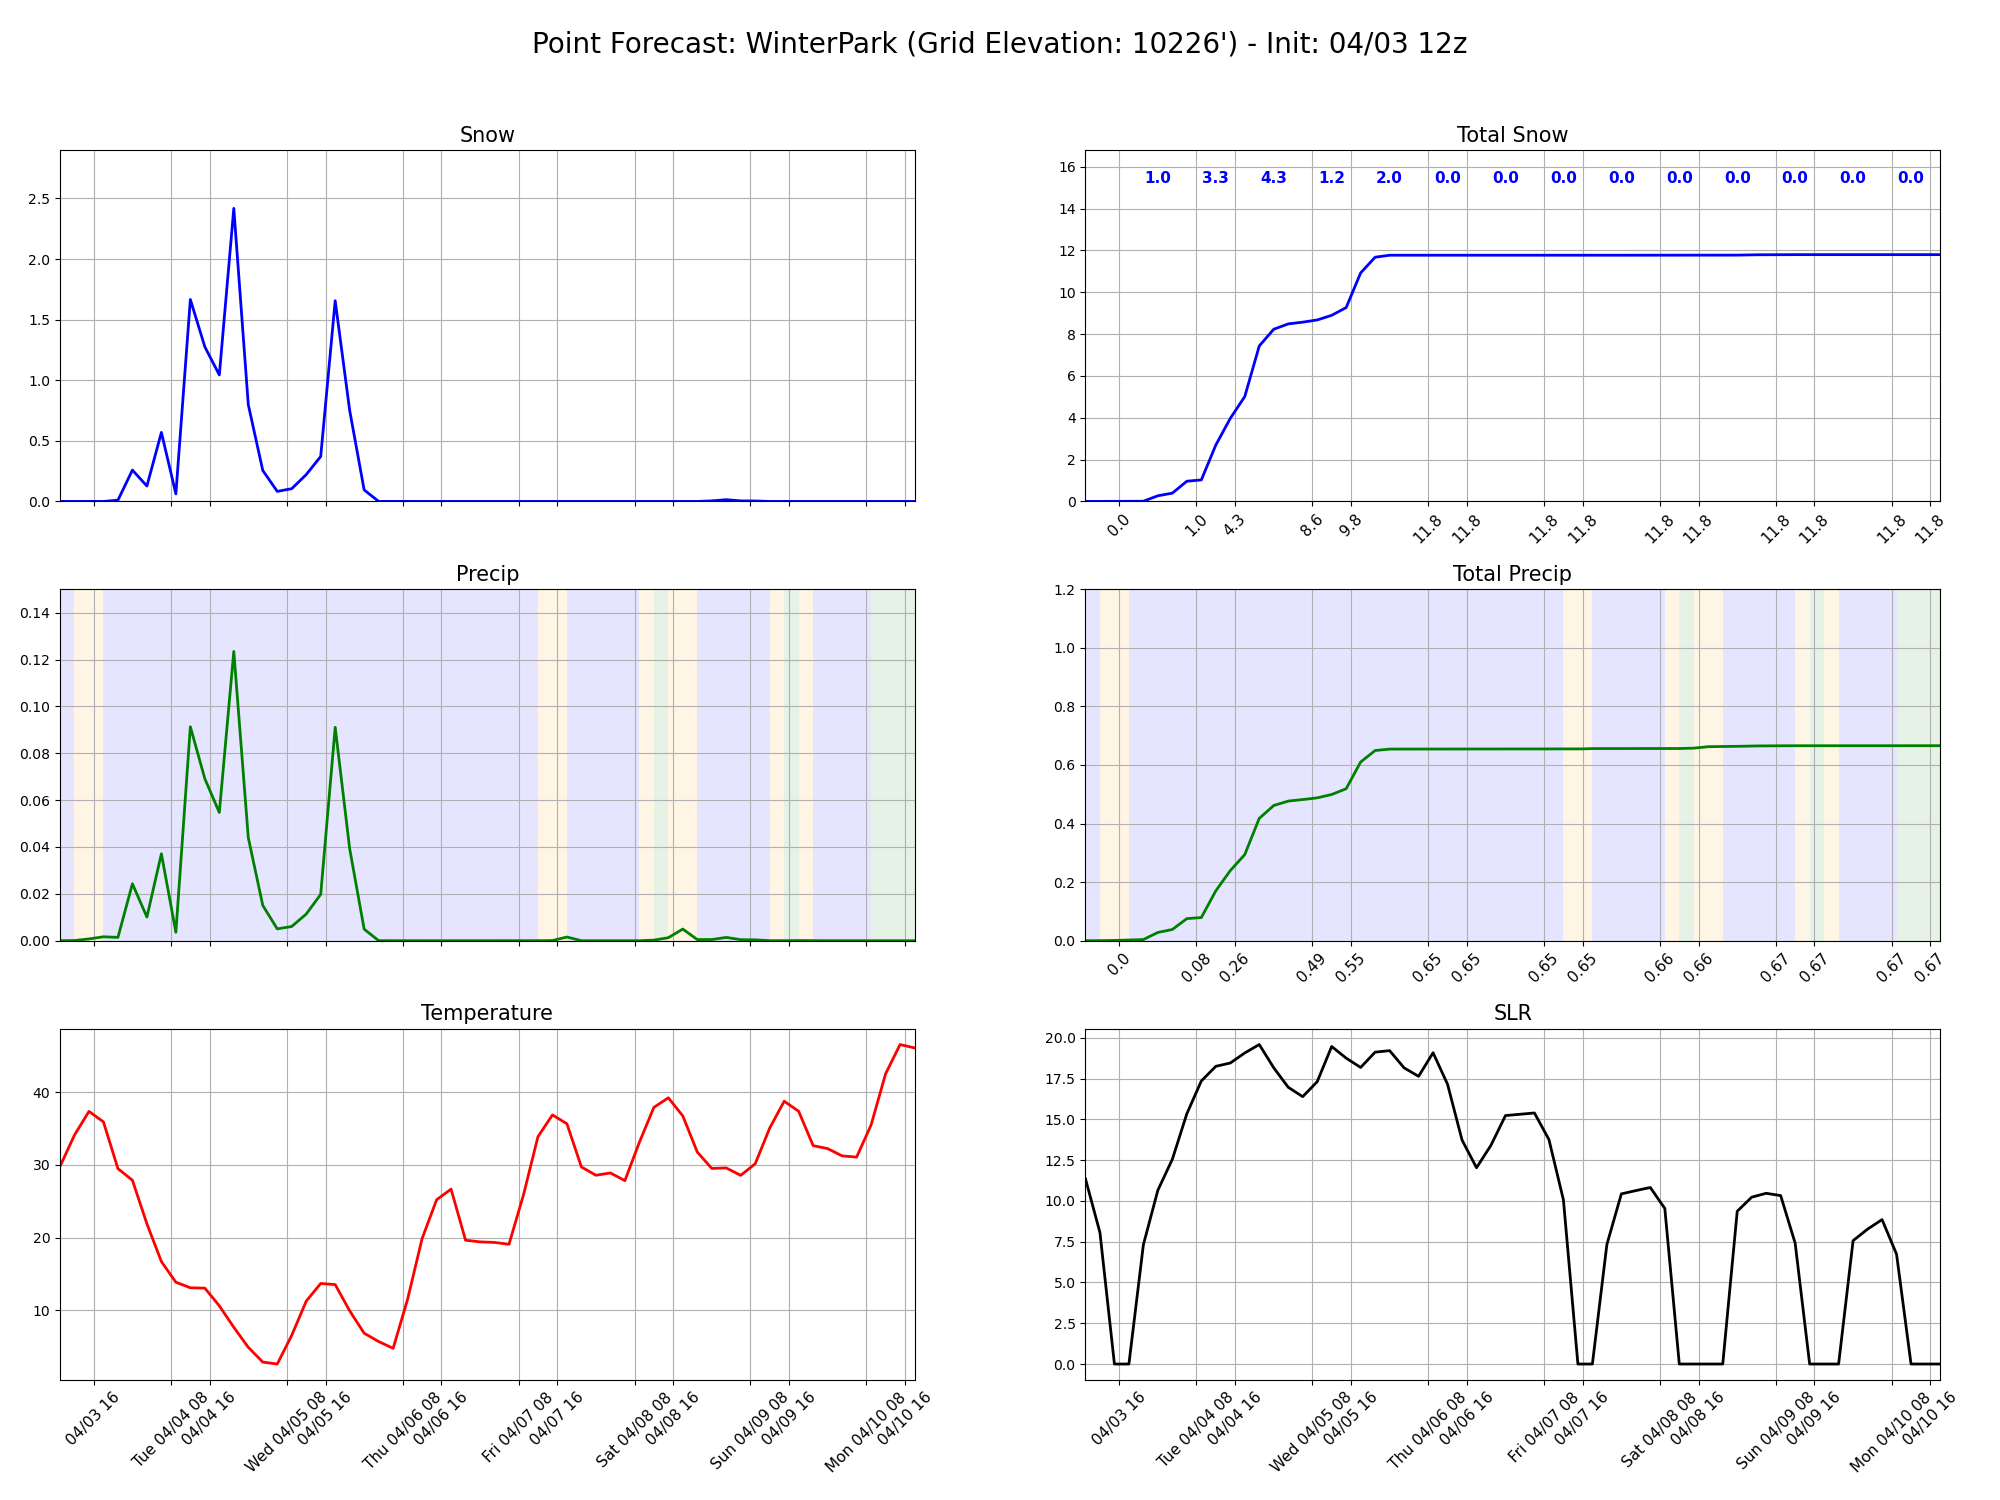 Point Forecast: WinterPark (Grid Elevation: 10226') - Init: 04/03 12z
Snow
2.5
2.0
1.5
1.0
0.5
0.0
Total Snow
16
14
12
10
8
6
4
2
0
1.0 3.3 4.3 1.2 2.0 0.0 0.0 0.0 0.0 0.0 0.0 0.0 0.0 0.0
0.0 1.0 4.3 8.6 9.8 11.8 11.8 11.8 11.8 11.8 11.8 11.8 11.8 11.8 11.8
Precip
0.14
0.12
0.10
0.08
0.06
0.04
0.02
0.00
Total Precip
1.2
1.0
0.8
0.6
0.4
0.2
0.0
0.0 0.08 0.26 0.49 0.55 0.65 0.65 0.65 0.65 0.66 0.66 0.67 0.67 0.67 0.67
Temperature
40
30
20
10
04/03 16
Tue 04/04 08
04/04 16
Wed 04/05 08
04/05 16
Thu 04/06 08
04/06 16
Fri 04/07 08
04/07 16
Sat 04/08 08
04/08 16
Sun 04/09 08
04/09 16
Mon 04/10 08
04/10 16
SLR
20.0
17.5
15.0
12.5
10.0
7.5
5.0
2.5
0.0
04/03 16
Tue 04/04 08
04/04 16
Wed 04/05 08
04/05 16
Thu 04/06 08
04/06 16
Fri 04/07 08
04/07 16
Sat 04/08 08
04/08 16
Sun 04/09 08
04/09 16
Mon 04/10 08
04/10 16